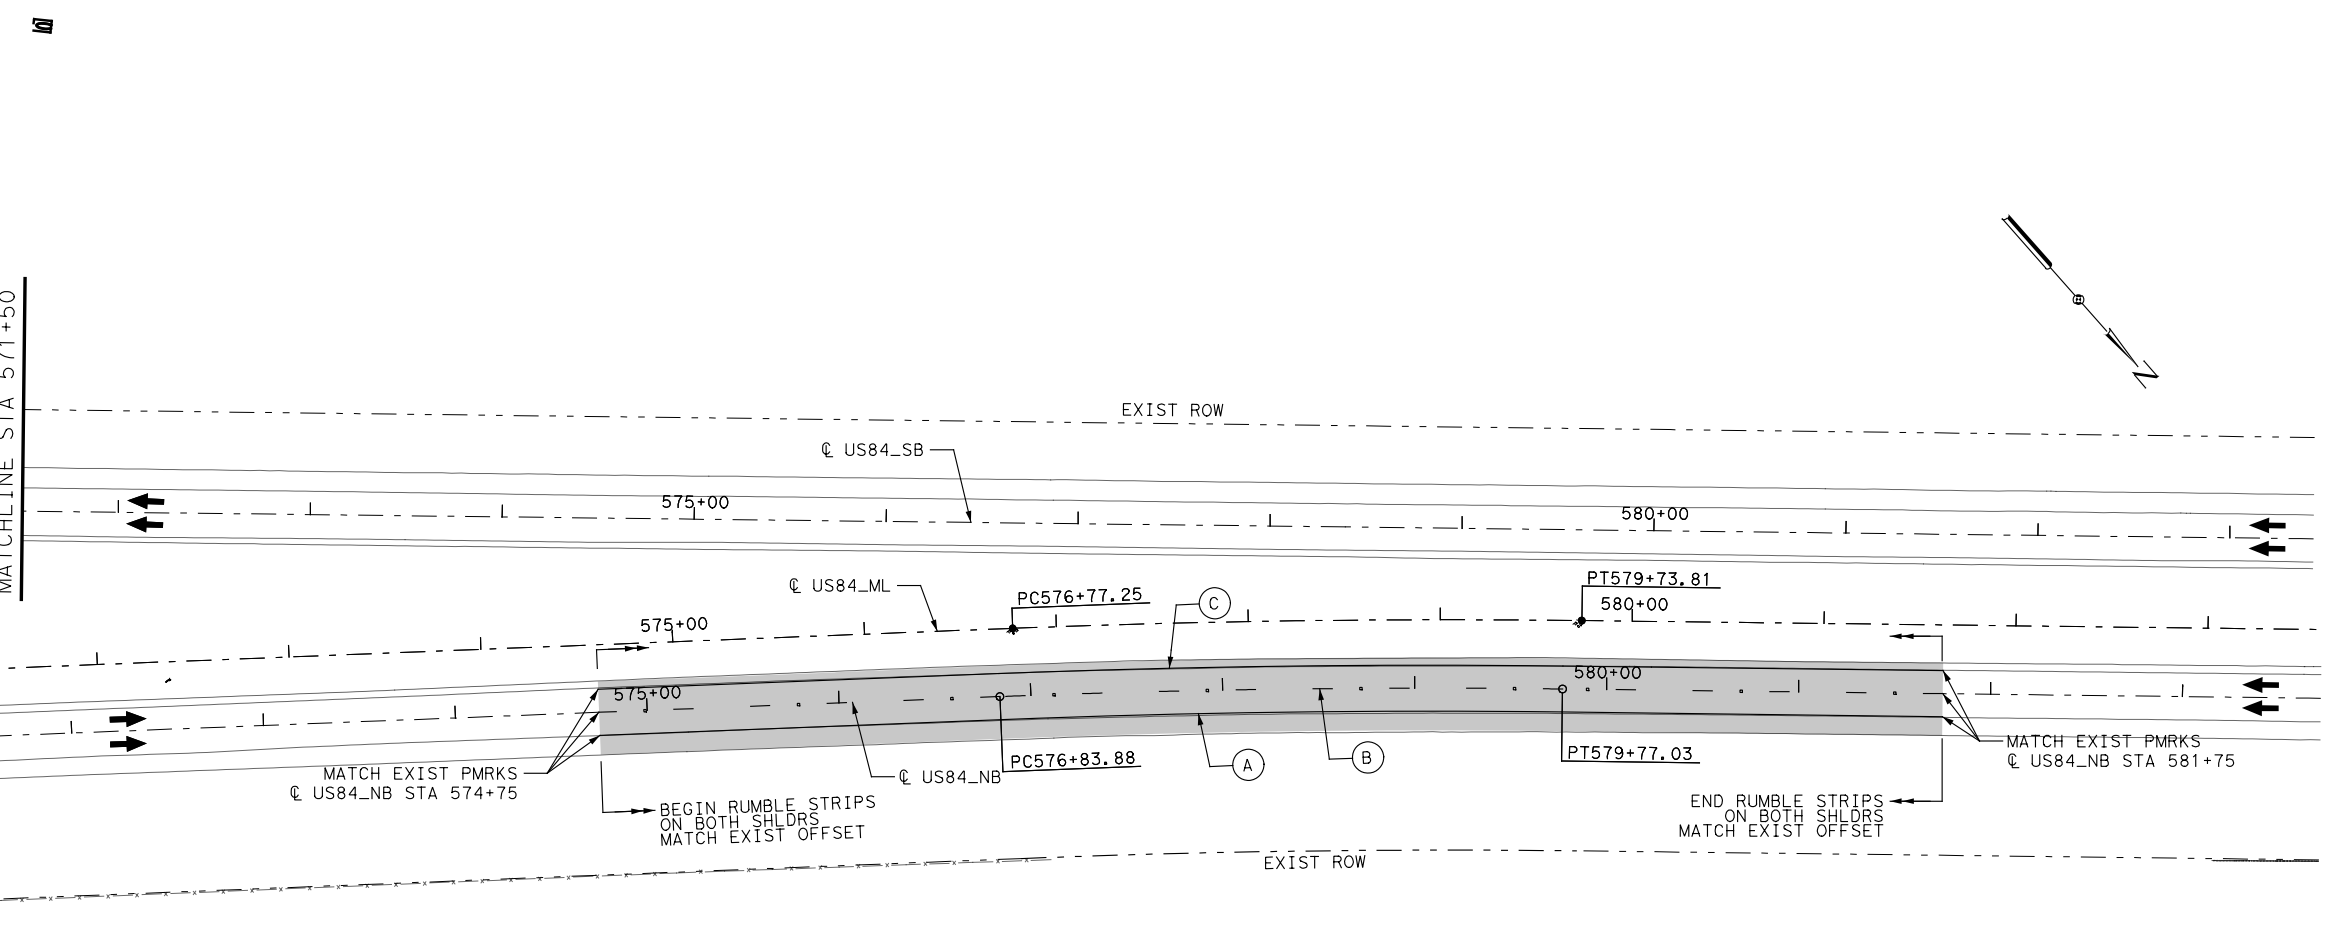 MATCHLINE STA 571+50
N
EXIST ROW
℄ US84_SB
575+00
580+00
℄ US84_ML
PC576+77.25
C
PT579+73.81
580+00
575+00
575+00
580+00
MATCH EXIST PMRKS
℄ US84_NB STA 574+75
℄ US84_NB
PC576+83.88
A
B
PT579+77.03
MATCH EXIST PMRKS
℄ US84_NB STA 581+75
BEGIN RUMBLE STRIPS
ON BOTH SHLDRS
MATCH EXIST OFFSET
END RUMBLE STRIPS
ON BOTH SHLDRS
MATCH EXIST OFFSET
EXIST ROW